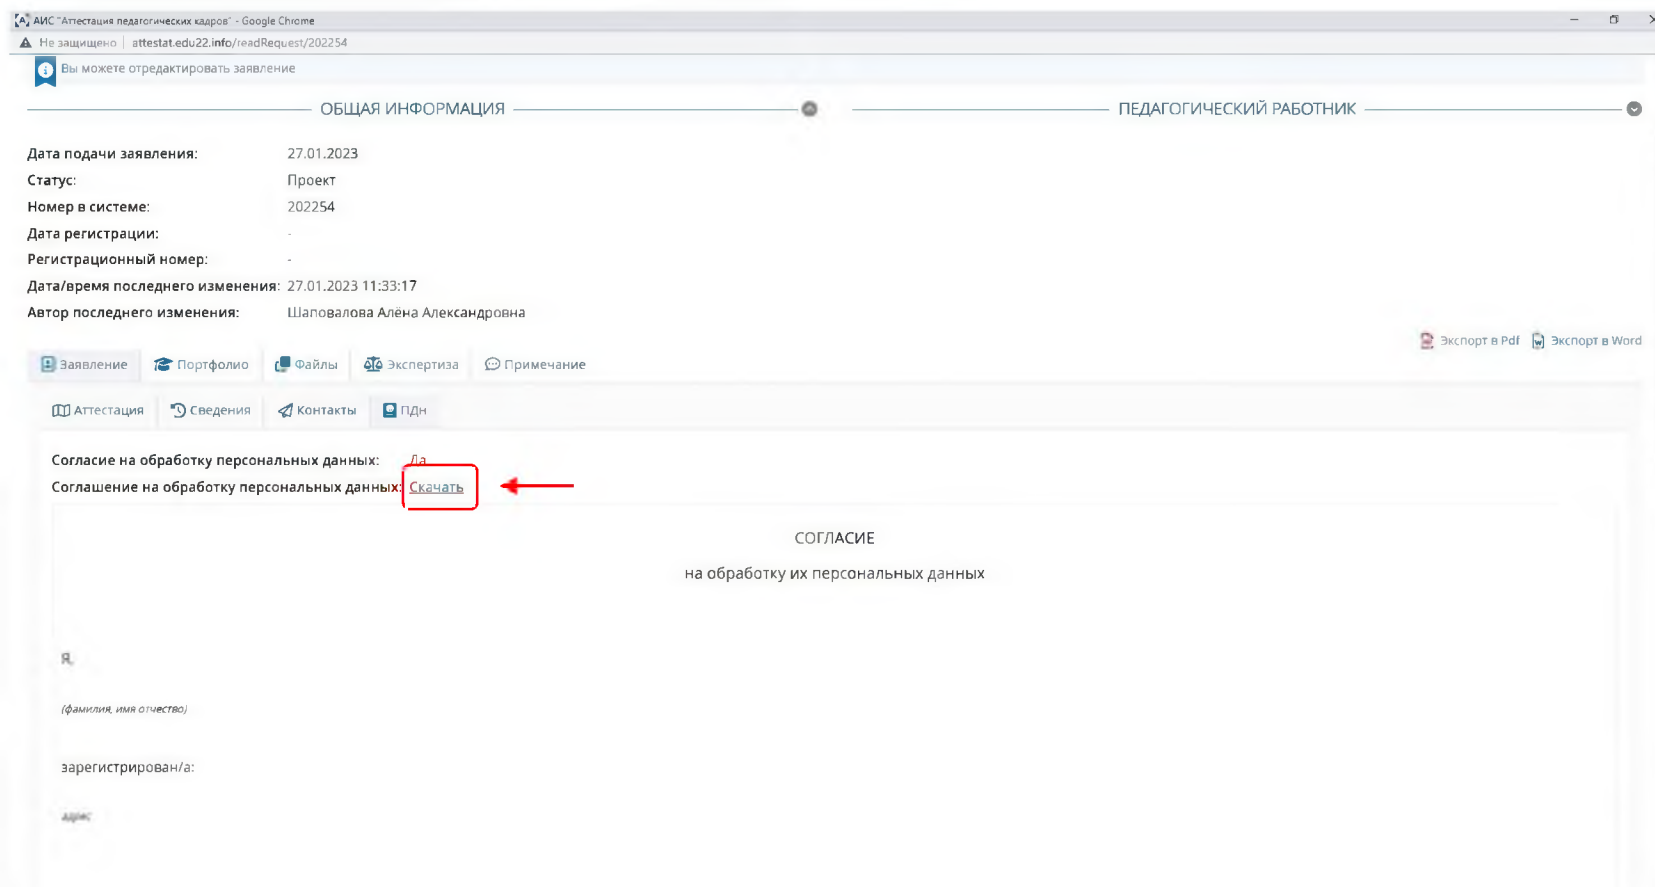 АИС "Аттестация педагогических кадров" - Google Chrome
Не защищено | attestat.edu22.info/readRequest/202254
Вы можете отредактировать заявление
ОБЩАЯ ИНФОРМАЦИЯ
ПЕДАГОГИЧЕСКИЙ РАБОТНИК
Дата подачи заявления: 27.01.2023
Статус: Проект
Номер в системе: 202254
Дата регистрации: -
Регистрационный номер: -
Дата/время последнего изменения: 27.01.2023 11:33:17
Автор последнего изменения: Шаповалова Алёна Александровна
Экспорт в Pdf Экспорт в Word
Заявление Портфолио Файлы Экспертиза Примечание
Аттестация Сведения Контакты ПДн
Согласие на обработку персональных данных: Да
Соглашение на обработку персональных данных: Скачать
СОГЛАСИЕ
на обработку их персональных данных
Я,
(фамилия, имя отчество)
зарегистрирован/а:
адрес